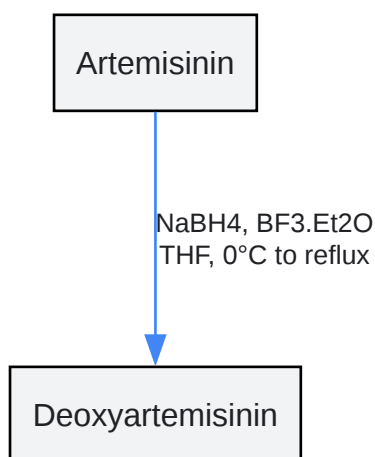 Artemisinin
NaBH4, BF3.Et2O
THF, 0°C to reflux
Deoxyartemisinin